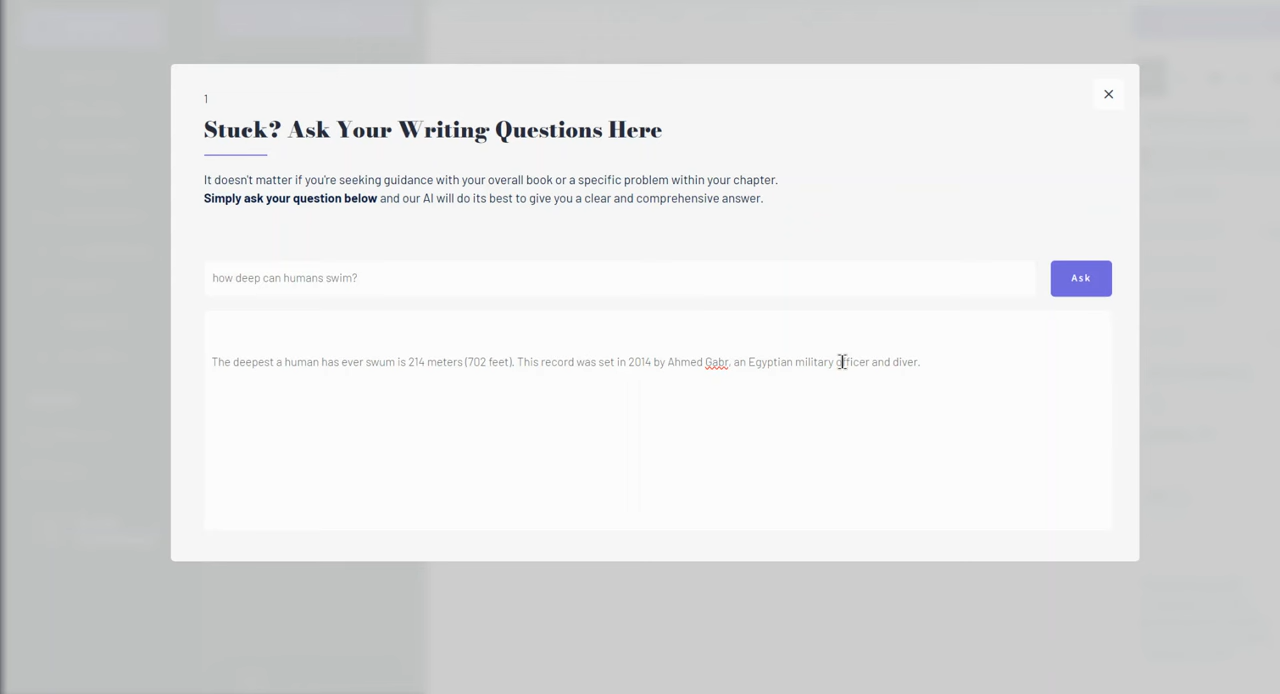 1
Stuck? Ask Your Writing Questions Here
It doesn't matter if you're seeking guidance with your overall book or a specific problem within your chapter.
Simply ask your question below and our AI will do its best to give you a clear and comprehensive answer.
how deep can humans swim?
Ask
The deepest a human has ever swum is 214 meters (702 feet). This record was set in 2014 by Ahmed Gabr, an Egyptian military officer and diver.